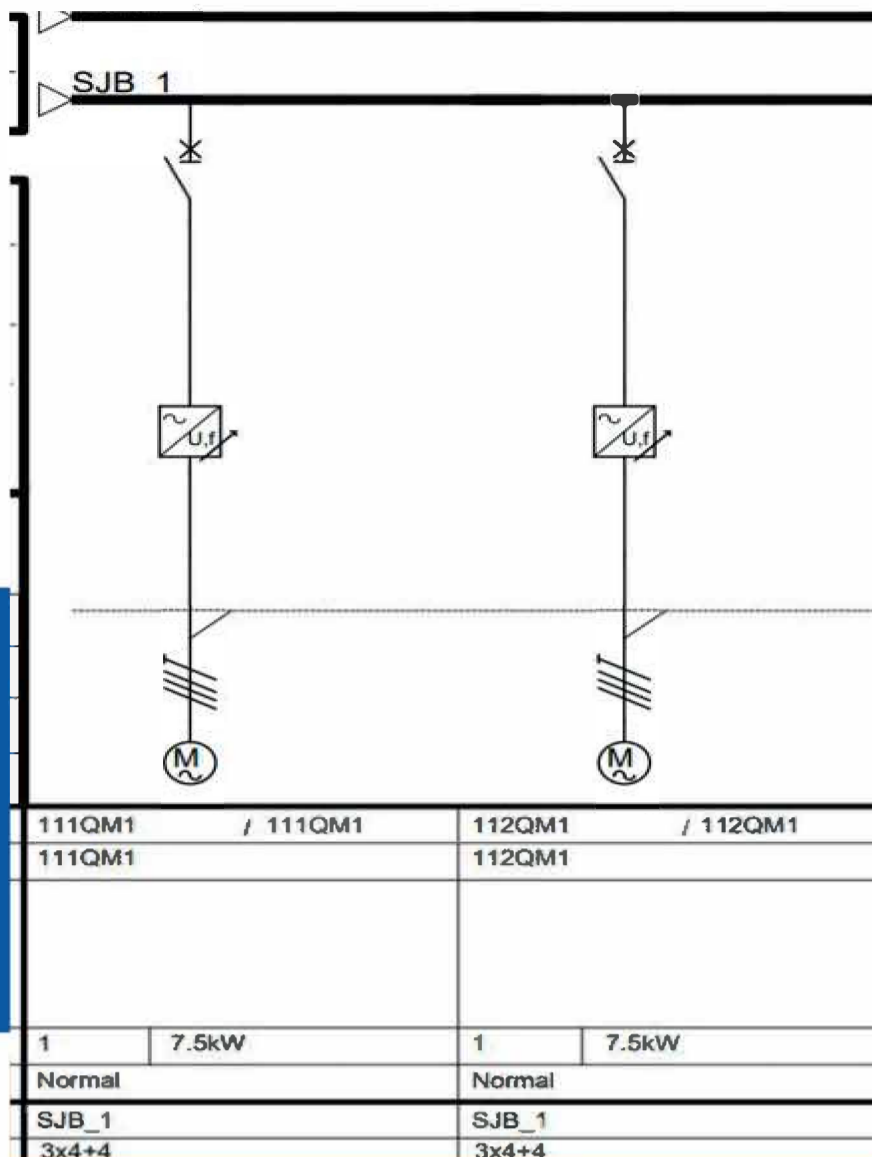 SJB_1
U,f U,f
M M
111QM1 / 111QM1 112QM1 / 112QM1
111QM1 112QM1
1 7.5kW 1 7.5kW
Normal Normal
SJB_1 SJB_1
3x4+4 3x4+4